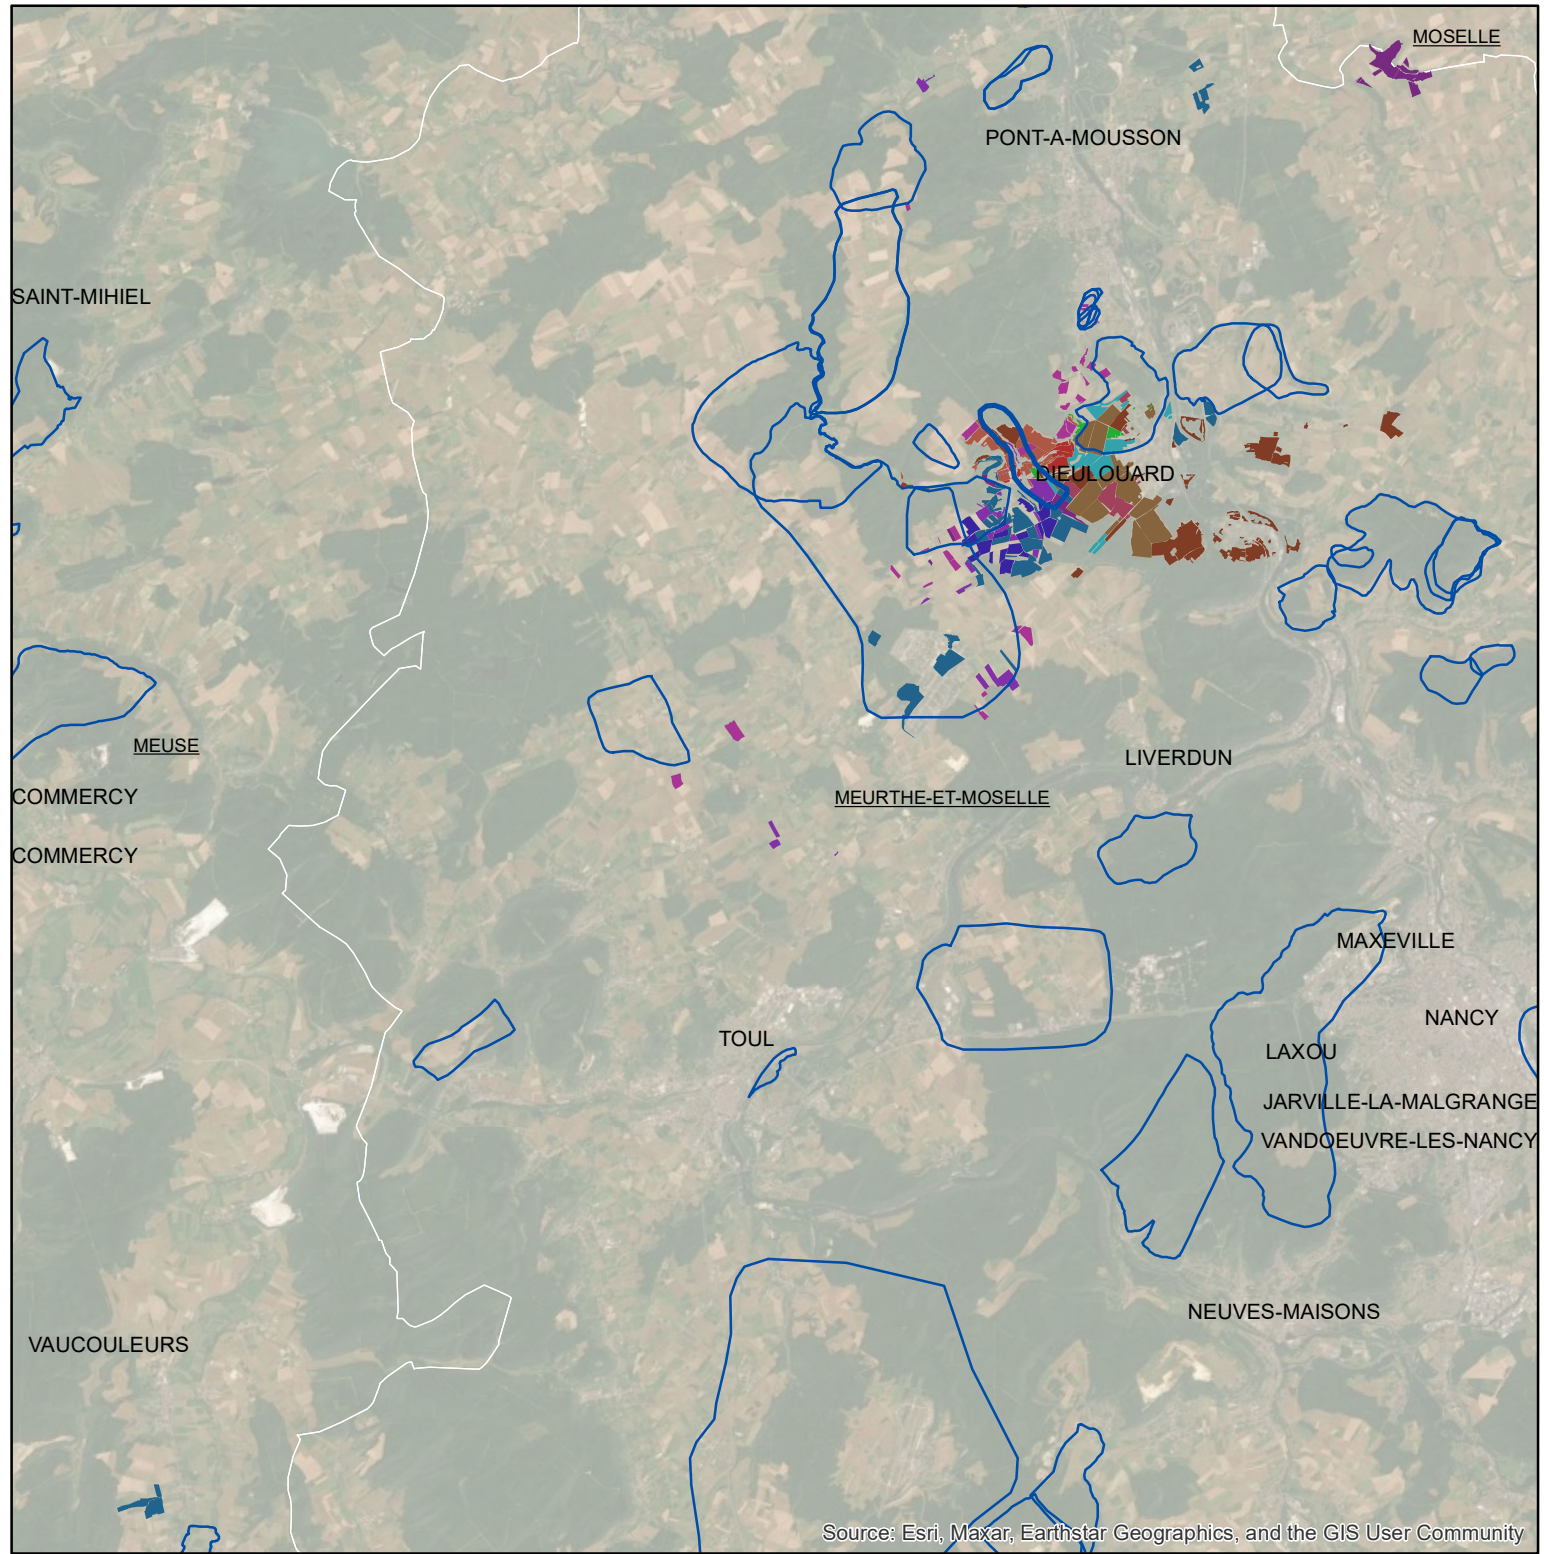 MOSELLE
PONT-A-MOUSSON
SAINT-MIHIEL
DIEULOUARD
MEUSE
LIVERDUN
COMMERCY
MEURTHE-ET-MOSELLE
COMMERCY
MAXEVILLE
NANCY
TOUL
LAXOU
JARVILLE-LA-MALGRANGE
VANDOEUVRE-LES-NANCY
NEUVES-MAISONS
VAUCOULEURS
Source: Esri, Maxar, Earthstar Geographics, and the GIS User Community